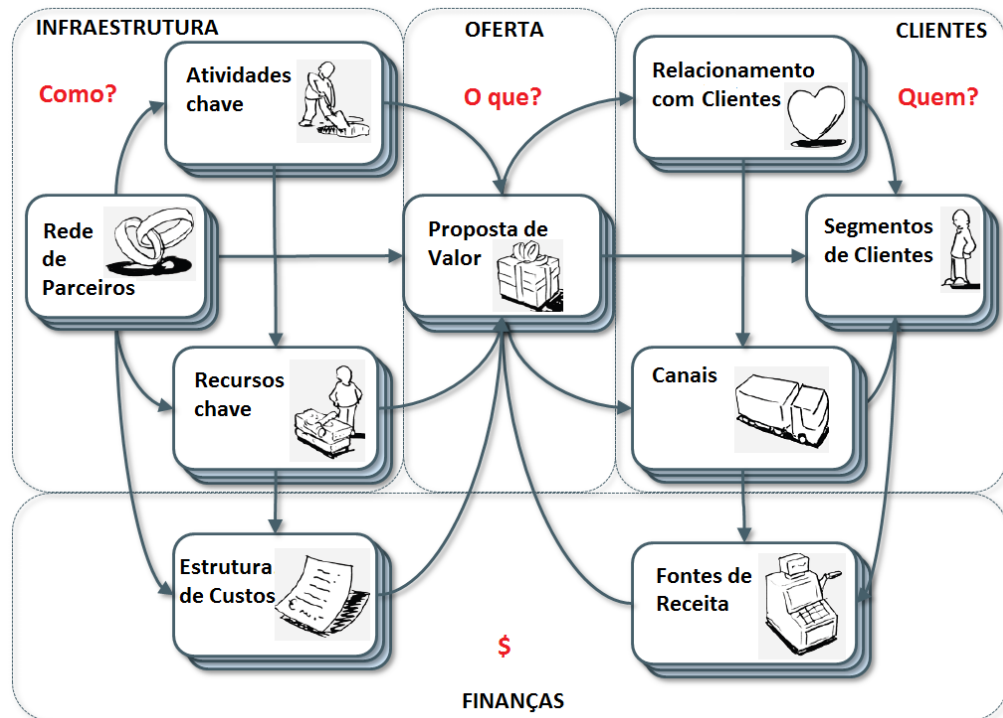 INFRAESTRUTURA
OFERTA
CLIENTES
Como?
O que?
Quem?
Atividades
chave
Relacionamento
com Clientes
Rede
de
Parceiros
Proposta de
Valor
Segmentos
de Clientes
Recursos
chave
Canais
Estrutura
de Custos
Fontes de
Receita
$
FINANÇAS